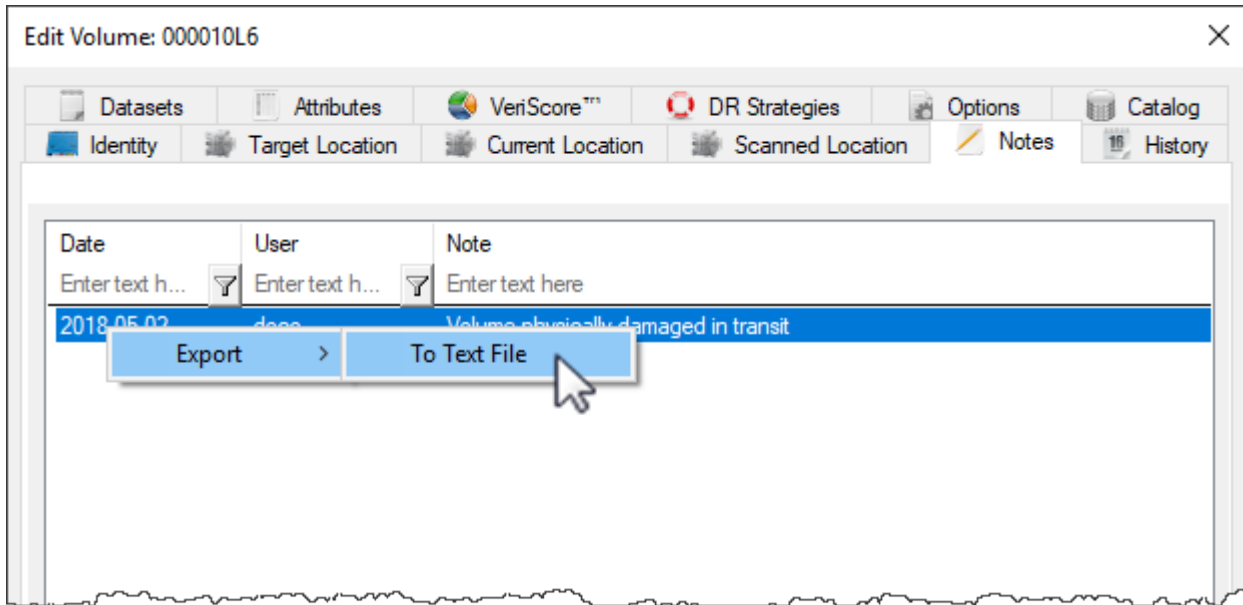 Edit Volume: 000010L6
Datasets Attributes VeriScore™ DR Strategies Options Catalog
Identity Target Location Current Location Scanned Location Notes 16 History
Date User Note
Enter text h... Enter text h... Enter text here
2018-05-02 Volume physically damaged in transit
Export > To Text File